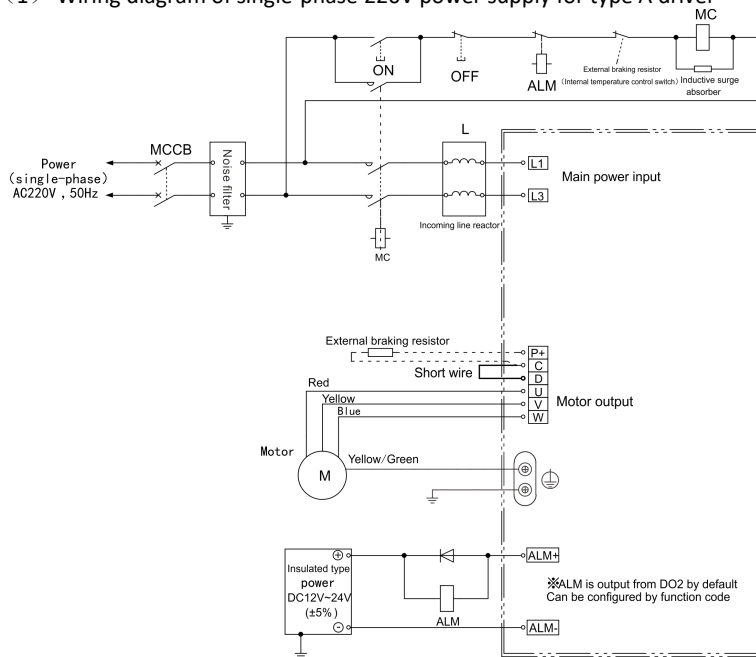 (1) Wiring diagram of single-phase 220V power supply for type A driver
MC
ON
OFF
ALM
External braking resistor
(Internal temperature control switch)
Inductive surge
absorber
MCCB
Noise filter
L
Power
(single-phase)
AC220V , 50Hz
L1
L3
Main power input
Incoming line reactor
MC
External braking resistor
Short wire
P+
C
D
U
V
W
Motor output
Red
Yellow
Blue
Motor
M
Yellow/Green
Insulated type
power
DC12V~24V
(±5%)
ALM
ALM+
ALM-
※ALM is output from DO2 by default
Can be configured by function code